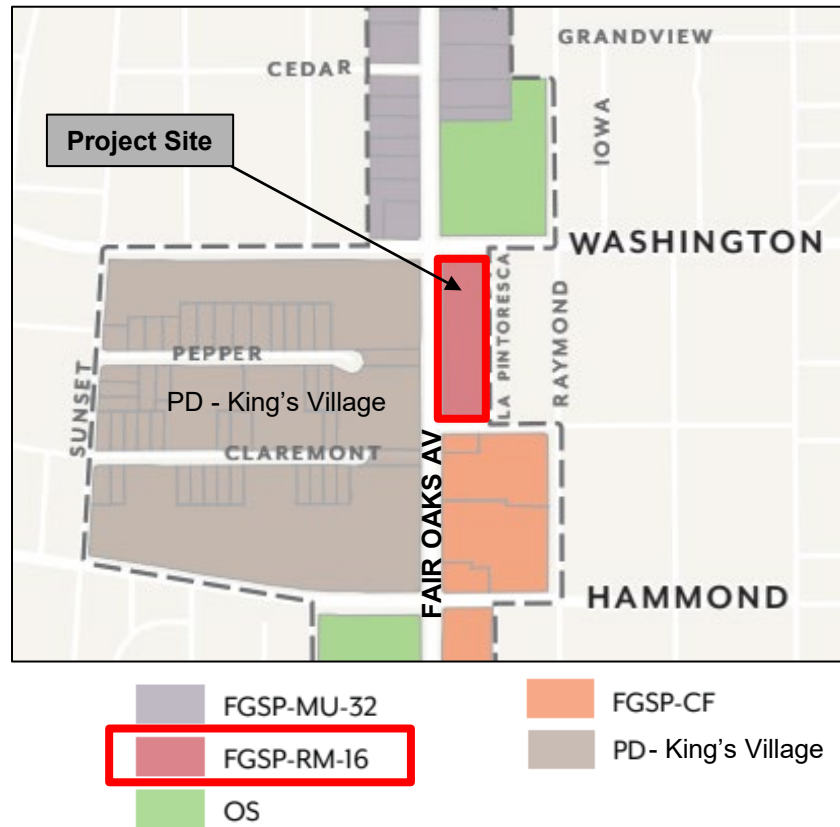 GRANDVIEW
CEDAR
IOWA
Project Site
WASHINGTON
LA PINTORESCA
RAYMOND
PEPPER
SUNSET
PD - King's Village
CLAREMONT
FAIR OAKS AV
HAMMOND
FGSP-MU-32
FGSP-RM-16
OS
FGSP-CF
PD - King's Village